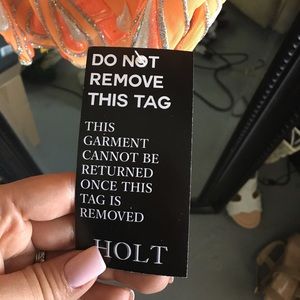 DO NOT
REMOVE
THIS TAG
THIS
GARMENT
CANNOT BE
RETURNED
ONCE THIS
TAG IS
REMOVED
HOLT